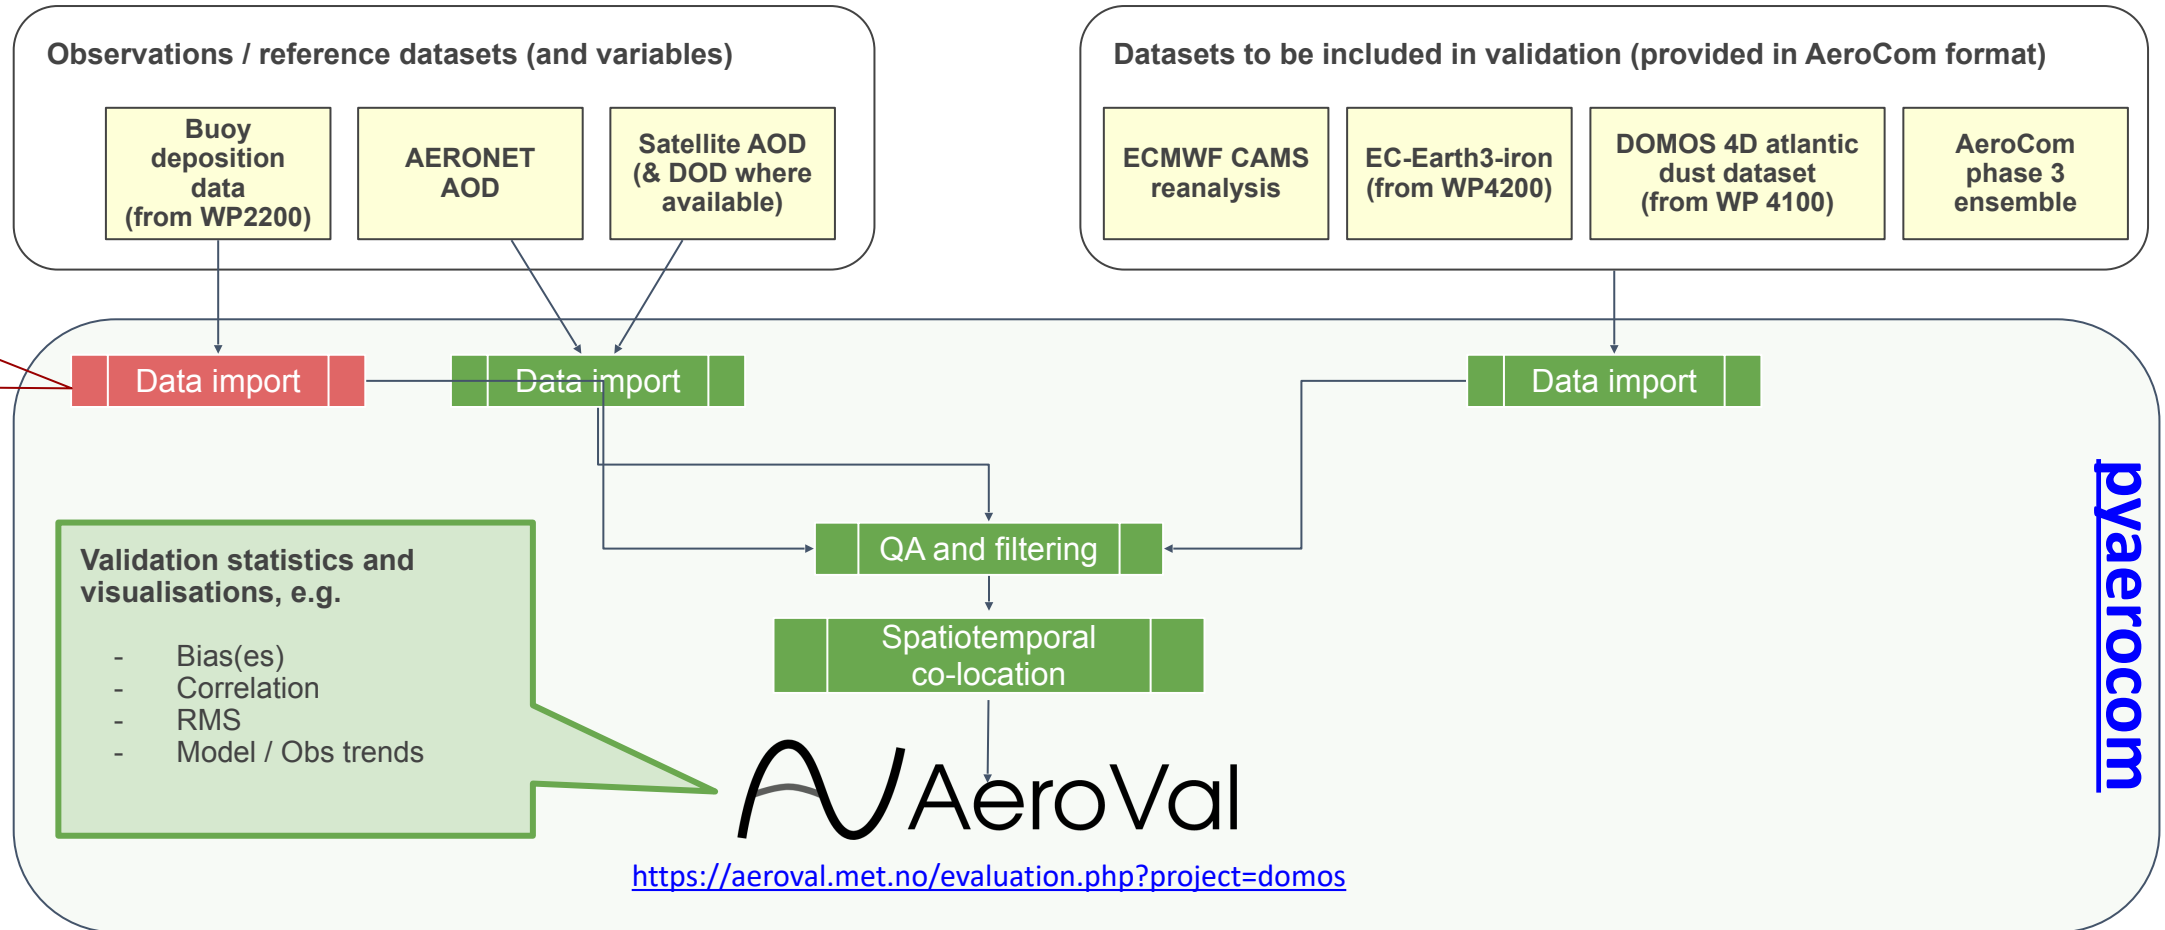 Observations / reference datasets (and variables)
Buoy
deposition
data
(from WP2200)
AERONET
AOD
Satellite AOD
(& DOD where
available)
Datasets to be included in validation (provided in AeroCom format)
ECMWF CAMS
reanalysis
EC-Earth3-iron
(from WP4200)
DOMOS 4D atlantic
dust dataset
(from WP 4100)
AeroCom
phase 3
ensemble
Data import
Data import
Data import
QA and filtering
Spatiotemporal
co-location
Validation statistics and
visualisations, e.g.
- Bias(es)
- Correlation
- RMS
- Model / Obs trends
AeroVal
https://aeroval.met.no/evaluation.php?project=domos
pyaerocom